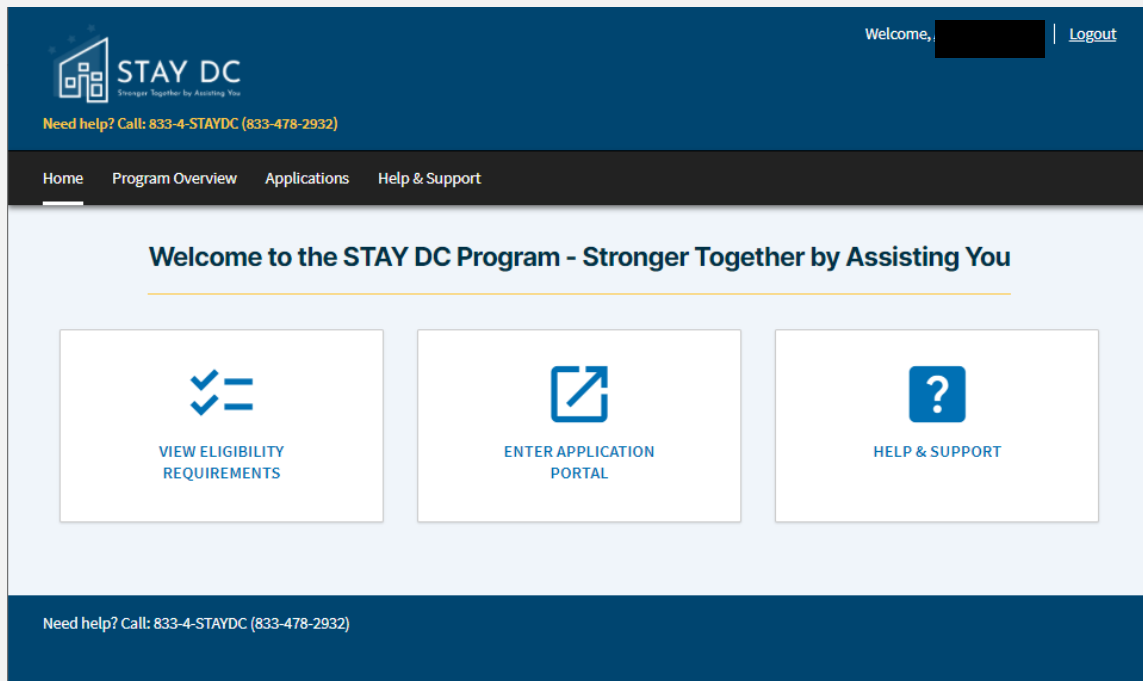 Welcome, Logout
STAY DC
Stronger Together by Assisting You
Need help? Call: 833-4-STAYDC (833-478-2932)
Home Program Overview Applications Help & Support
Welcome to the STAY DC Program - Stronger Together by Assisting You
VIEW ELIGIBILITY
REQUIREMENTS
ENTER APPLICATION
PORTAL
HELP & SUPPORT
Need help? Call: 833-4-STAYDC (833-478-2932)